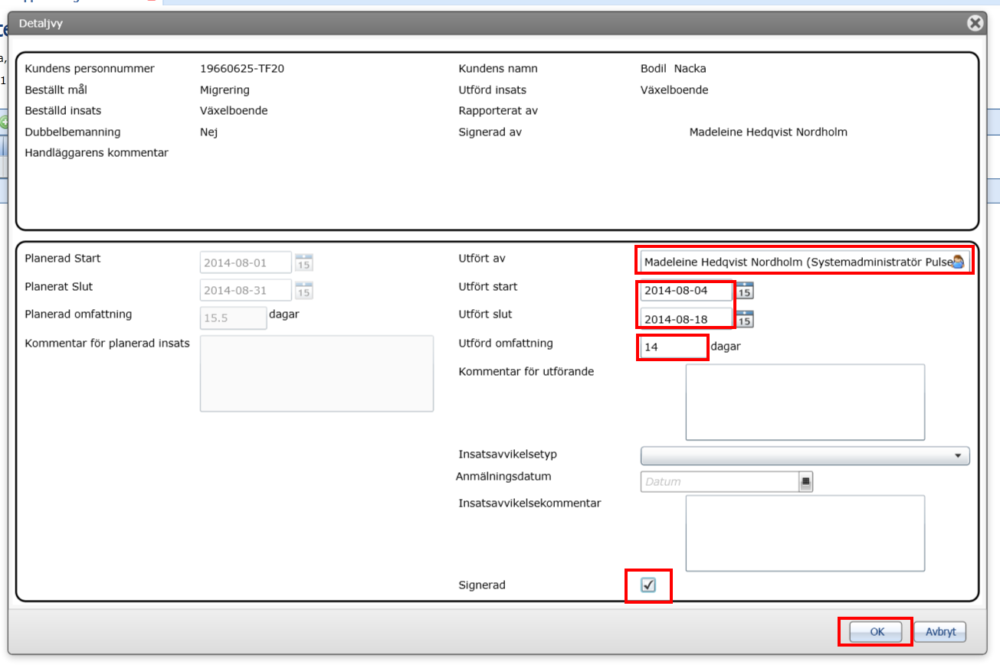 Detaljvy
Kundens personnummer 19660625-TF20 Kundens namn Bodil Nacka
Beställt mål Migrering Utförd insats Växelboende
Beställd insats Växelboende Rapporterat av
Dubbelbemanning Nej Signerad av Madeleine Hedqvist Nordholm
Handläggarens kommentar
Planerad Start 2014-08-01 15 Utfört av Madeleine Hedqvist Nordholm (Systemadministratör Pulse
Planerat Slut 2014-08-31 15 Utfört start 2014-08-04 15
Planerad omfattning 15.5 dagar Utfört slut 2014-08-18 15
Kommentar för planerad insats Utförd omfattning 14 dagar
Kommentar för utförande
Insatsavvikelsetyp
Anmälningsdatum Datum
Insatsavvikelsekommentar
Signerad
OK Avbryt